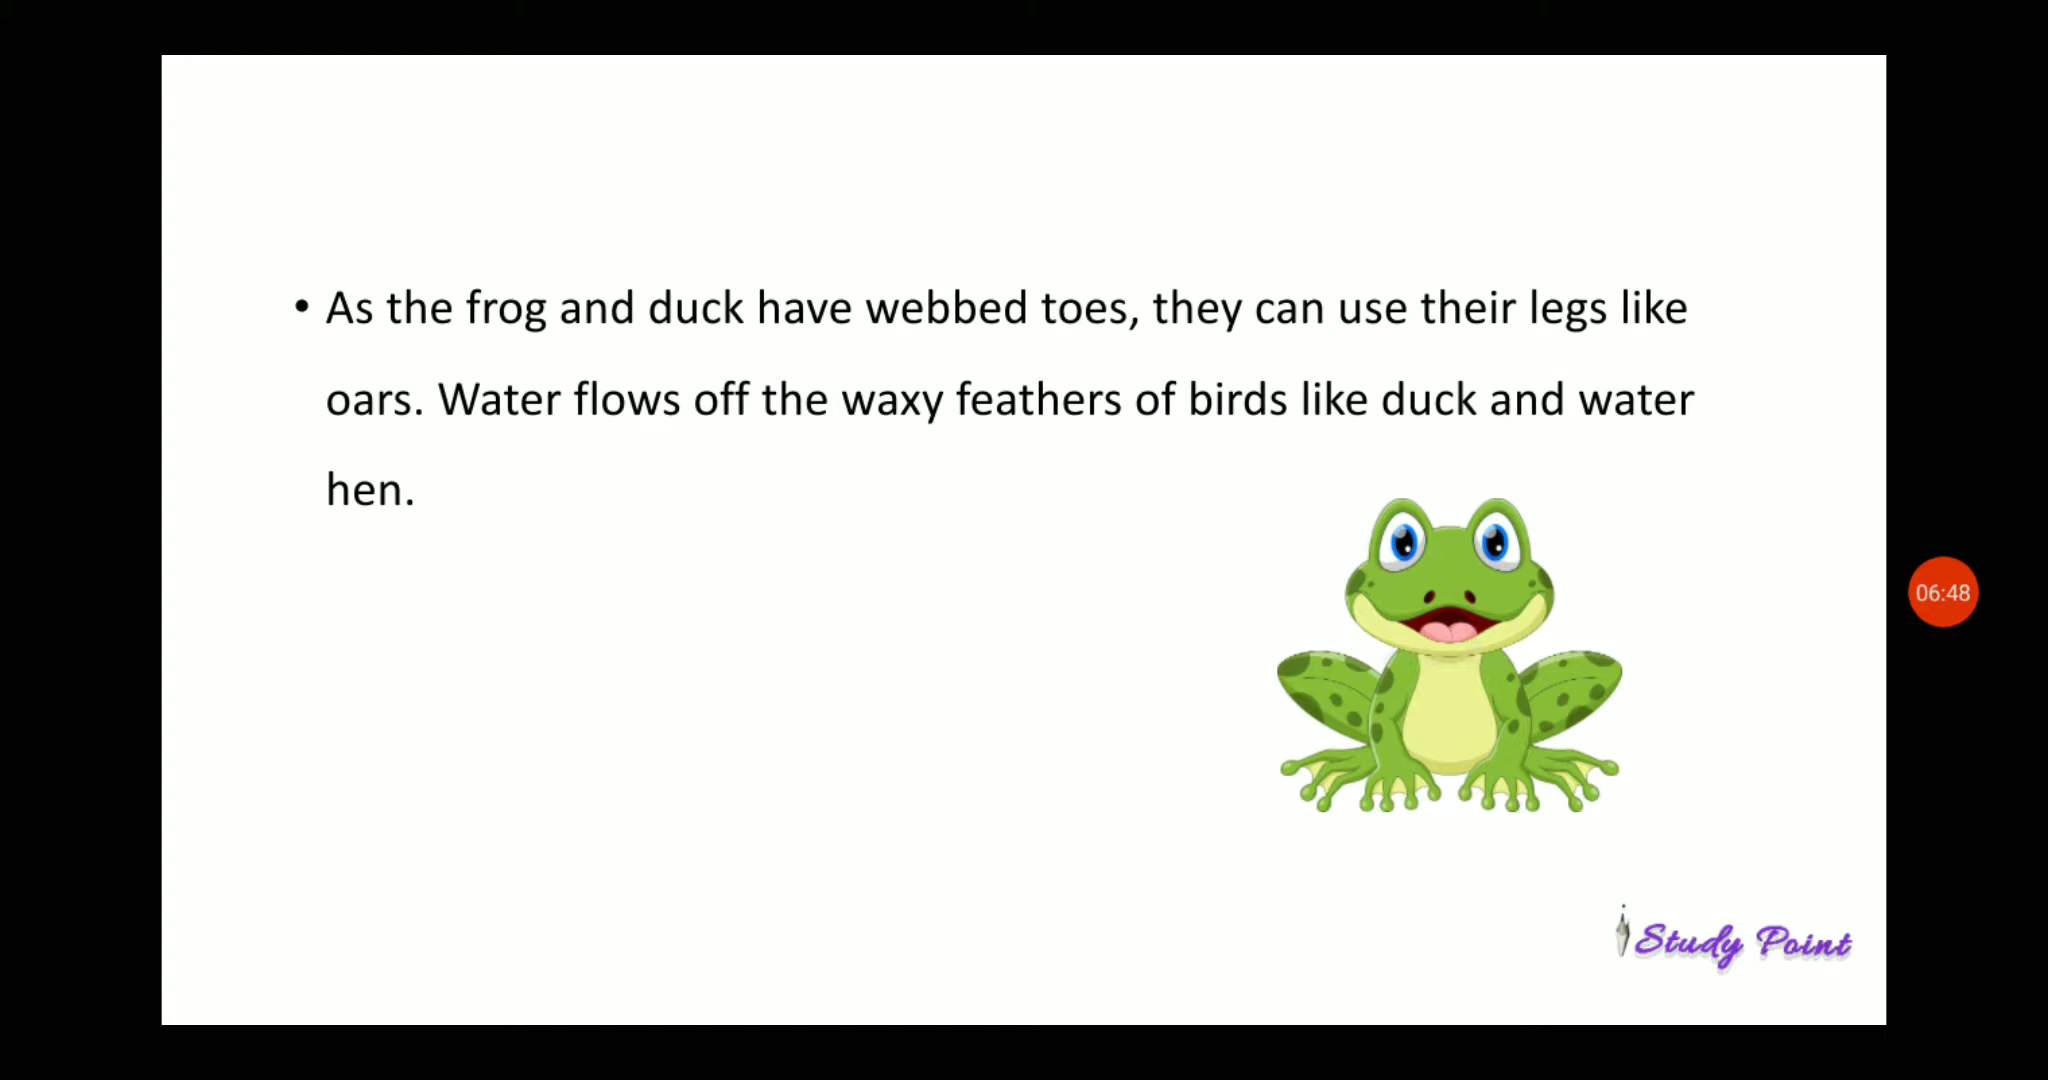 • As the frog and duck have webbed toes, they can use their legs like
oars. Water flows off the waxy feathers of birds like duck and water
hen.
06:48
Study Point